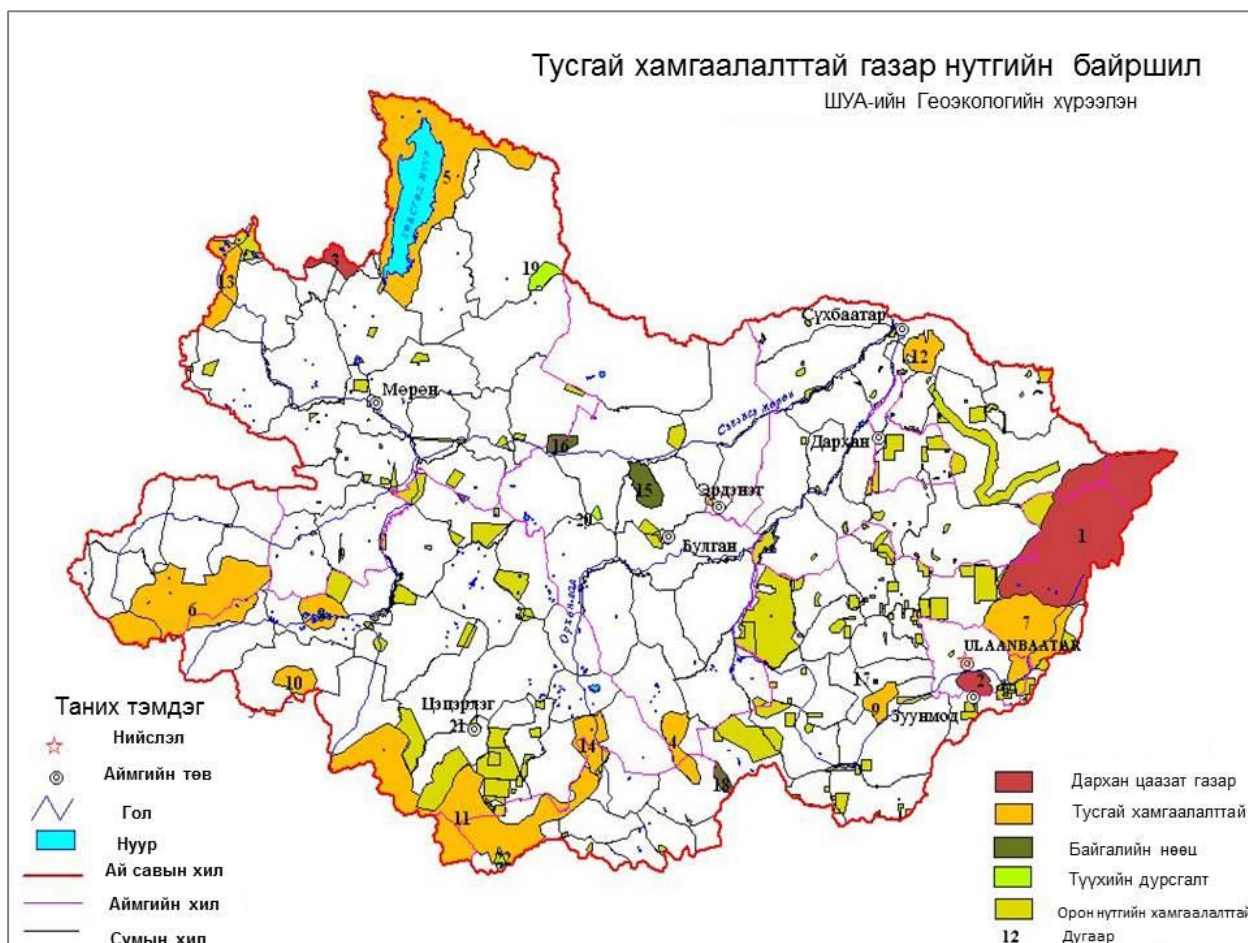 Тусгай хамгаалалттай газар нутгийн байршил
ШУА-ийн Геоэкологийн хүрээлэн
5
3
19
13
Сүхбаатар
12
Мөрөн
Сэлэнгэ мөрөн
Дархан
16
15
Эрдэнэт
1
20
Булган
6
8
7
ULAANBAATAR
10
17
2
9
Зуунмод
Цэцэрлэг
21
14
4
18
11
22
Таних тэмдэг
Нийслэл
Аймгийн төв
Гол
Нуур
Ай савын хил
Аймгийн хил
Сумын хил
Дархан цаазат газар
Тусгай хамгаалалттай
Байгалийн нөөц
Түүхийн дурсгалт
Орон нутгийн хамгаалалттай
12 Дугаар